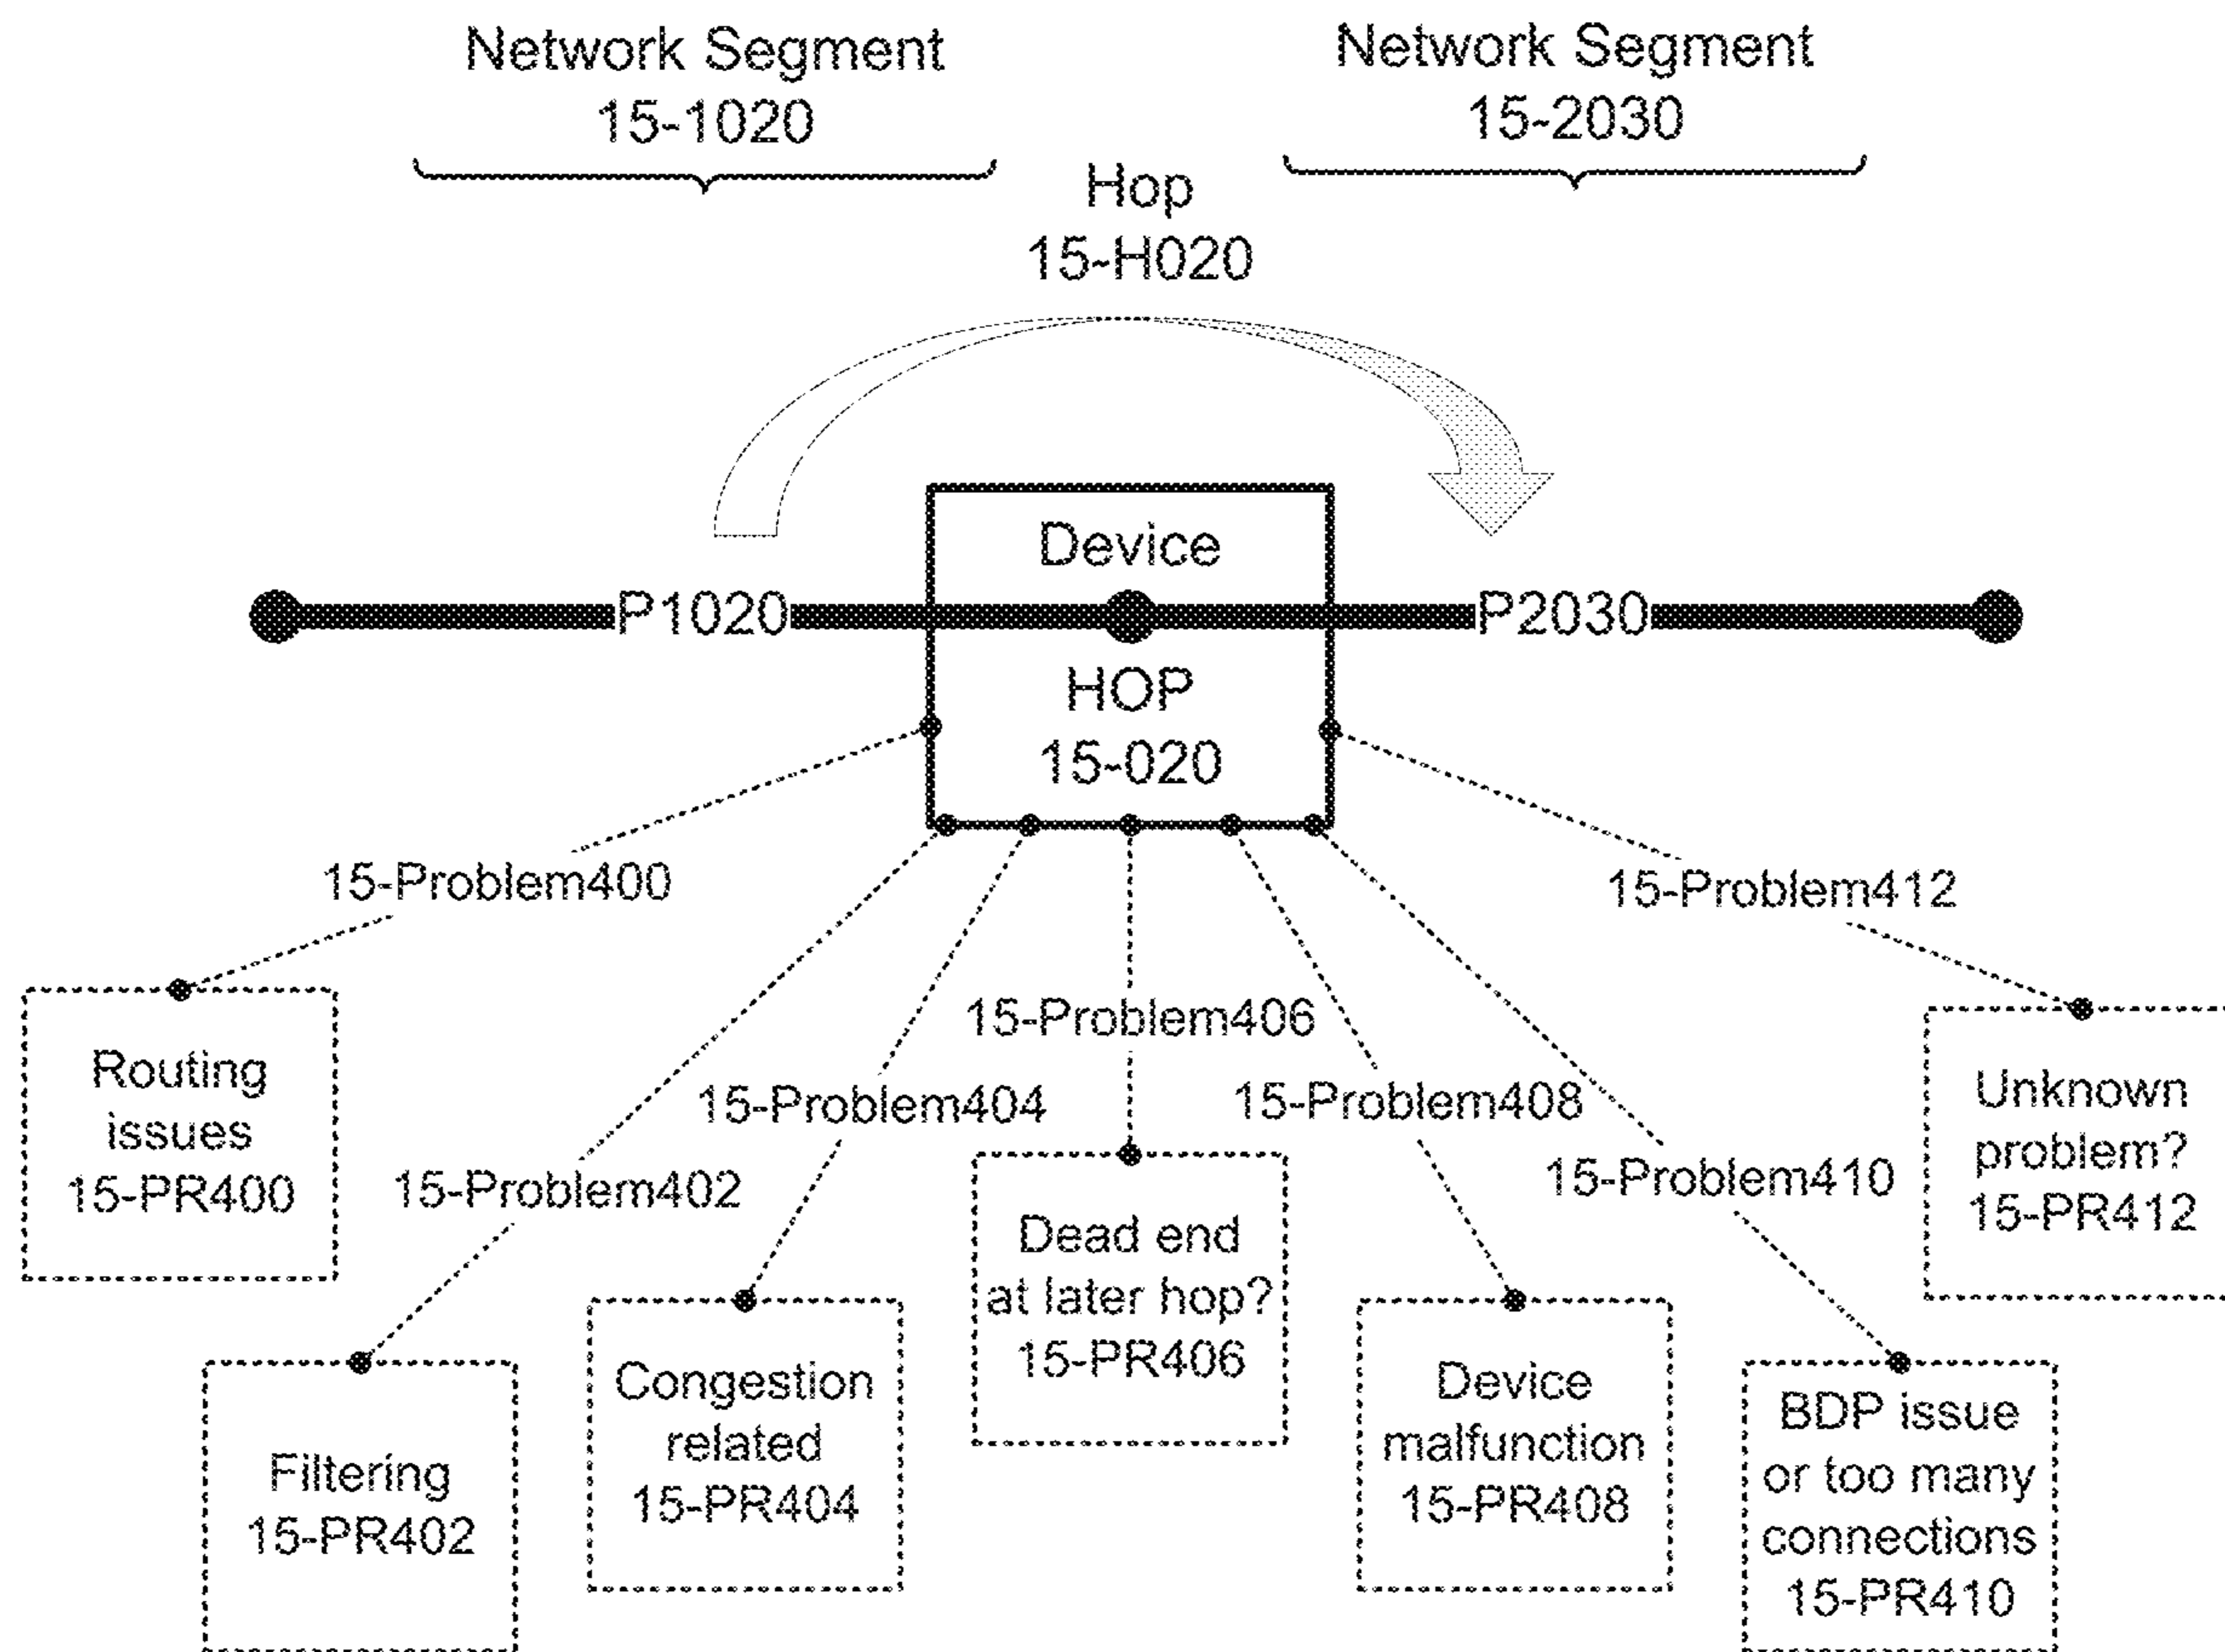 Network Segment
15-1020
Network Segment
15-2030
Hop
15-H020
Device
P1020
P2030
HOP
15-020
15-Problem400
15-Problem412
15-Problem406
15-Problem404
15-Problem408
15-Problem402
15-Problem410
Routing
issues
15-PR400
Filtering
15-PR402
Congestion
related
15-PR404
Dead end
at later hop?
15-PR406
Device
malfunction
15-PR408
BDP issue
or too many
connections
15-PR410
Unknown
problem?
15-PR412